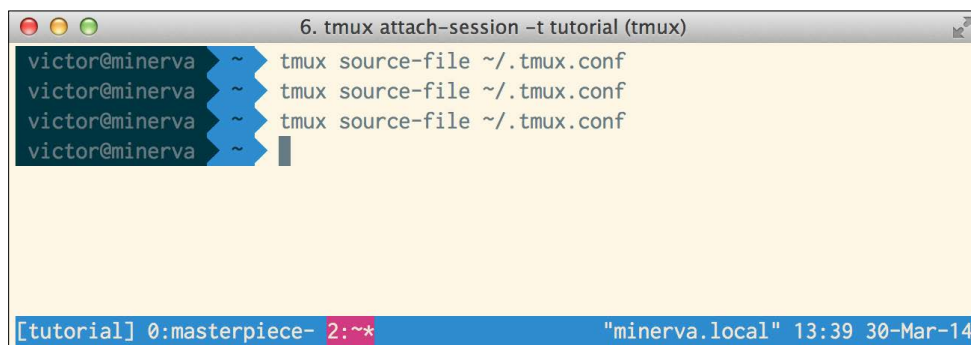 6. tmux attach-session -t tutorial (tmux)
victor@minerva ~ tmux source-file ~/.tmux.conf
victor@minerva ~ tmux source-file ~/.tmux.conf
victor@minerva ~ tmux source-file ~/.tmux.conf
victor@minerva ~
[tutorial] 0:masterpiece- 2:~* "minerva.local" 13:39 30-Mar-14